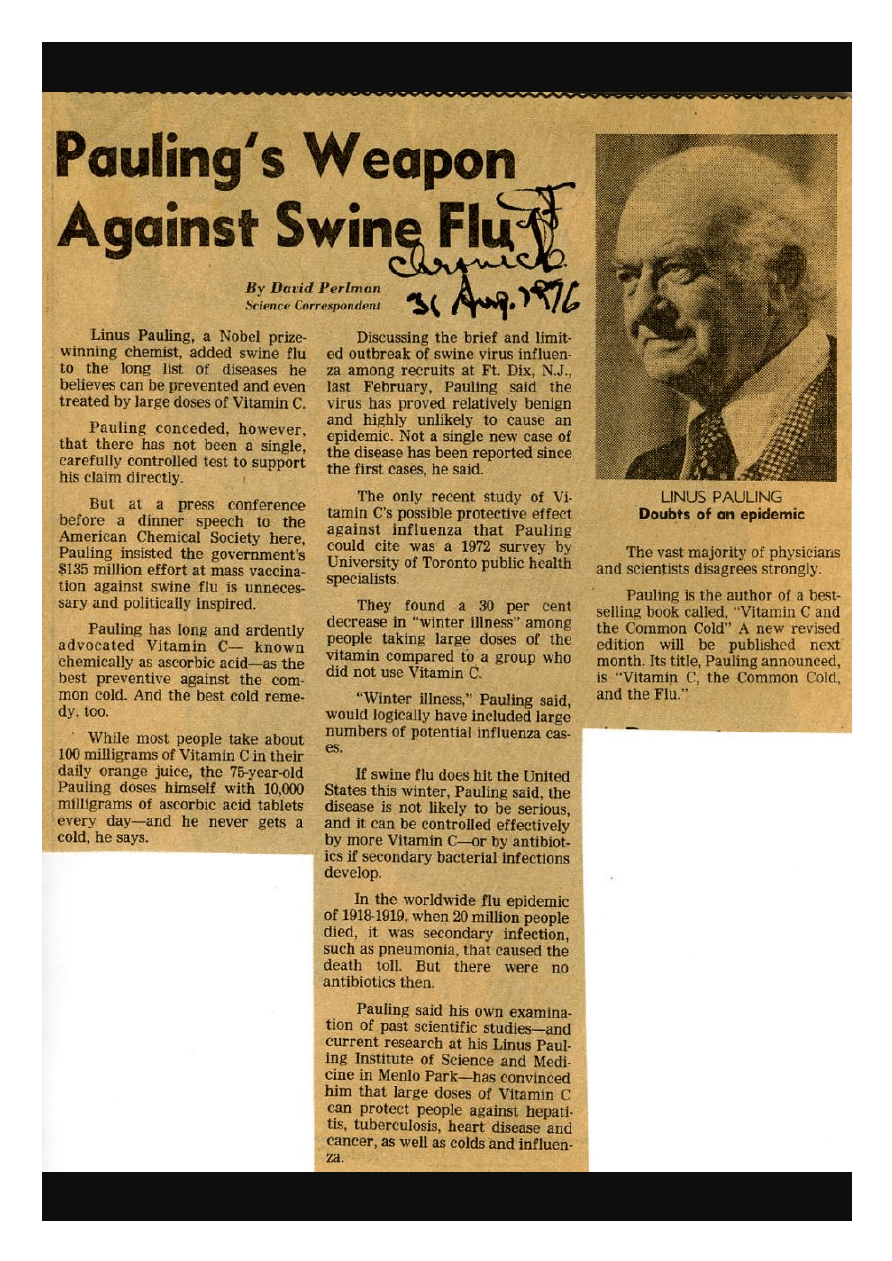 Pauling's Weapon
Against Swine Flu
SF
Chronicle
31 Aug. 1976
By David Perlman
Science Correspondent
Linus Pauling, a Nobel prize-
winning chemist, added swine flu
to the long list of diseases he
believes can be prevented and even
treated by large doses of Vitamin C.
Pauling conceded, however,
that there has not been a single,
carefully controlled test to support
his claim directly.
But at a press conference
before a dinner speech to the
American Chemical Society here,
Pauling insisted the government's
$135 million effort at mass vaccina-
tion against swine flu is unneces-
sary and politically inspired.
Pauling has long and ardently
advocated Vitamin C— known
chemically as ascorbic acid—as the
best preventive against the com-
mon cold. And the best cold reme-
dy, too.
While most people take about
100 milligrams of Vitamin C in their
daily orange juice, the 75-year-old
Pauling doses himself with 10,000
milligrams of ascorbic acid tablets
every day—and he never gets a
cold, he says.
Discussing the brief and limit-
ed outbreak of swine virus influen-
za among recruits at Ft. Dix, N.J.,
last February, Pauling said the
virus has proved relatively benign
and highly unlikely to cause an
epidemic. Not a single new case of
the disease has been reported since
the first cases, he said.
The only recent study of Vi-
tamin C's possible protective effect
against influenza that Pauling
could cite was a 1972 survey by
University of Toronto public health
specialists.
They found a 30 per cent
decrease in "winter illness" among
people taking large doses of the
vitamin compared to a group who
did not use Vitamin C.
"Winter illness," Pauling said,
would logically have included large
numbers of potential influenza cas-
es.
If swine flu does hit the United
States this winter, Pauling said, the
disease is not likely to be serious,
and it can be controlled effectively
by more Vitamin C—or by antibiot-
ics if secondary bacterial infections
develop.
In the worldwide flu epidemic
of 1918-1919, when 20 million people
died, it was secondary infection,
such as pneumonia, that caused the
death toll. But there were no
antibiotics then.
Pauling said his own examina-
tion of past scientific studies—and
current research at his Linus Paul-
ing Institute of Science and Medi-
cine in Menlo Park—has convinced
him that large doses of Vitamin C
can protect people against hepati-
tis, tuberculosis, heart disease and
cancer, as well as colds and influen-
za.
LINUS PAULING
Doubts of an epidemic
The vast majority of physicians
and scientists disagrees strongly.
Pauling is the author of a best-
selling book called, "Vitamin C and
the Common Cold" A new revised
edition will be published next
month. Its title, Pauling announced,
is "Vitamin C, the Common Cold,
and the Flu."